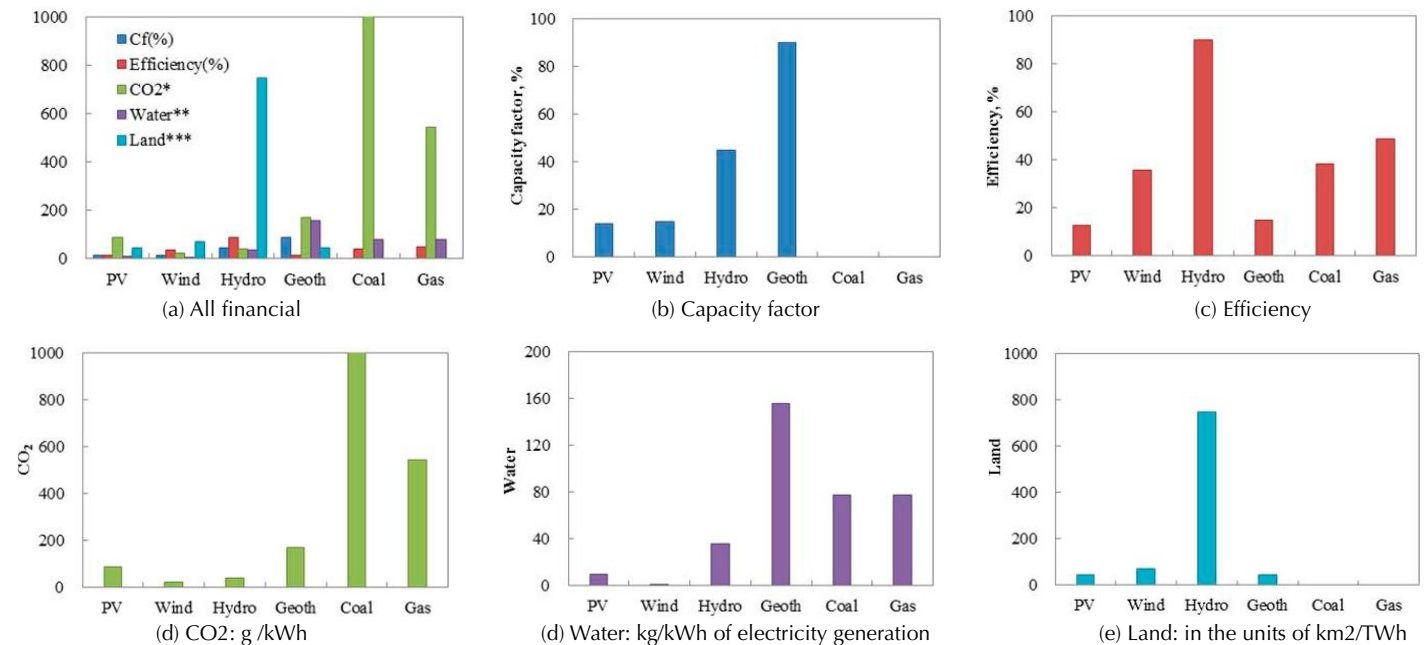 1000
800
600
400
200
0
Cf(%)
Efficiency(%)
CO2*
Water**
Land***
PV Wind Hydro Geoth Coal Gas
(a) All financial
Capacity factor, %
100
80
60
40
20
0
PV Wind Hydro Geoth Coal Gas
(b) Capacity factor
Efficiency, %
100
80
60
40
20
0
PV Wind Hydro Geoth Coal Gas
(c) Efficiency
CO₂
1000
800
600
400
200
0
PV Wind Hydro Geoth Coal Gas
(d) CO2: g /kWh
Water
200
160
120
80
40
0
PV Wind Hydro Geoth Coal Gas
(d) Water: kg/kWh of electricity generation
Land
1000
800
600
400
200
0
PV Wind Hydro Geoth Coal Gas
(e) Land: in the units of km2/TWh